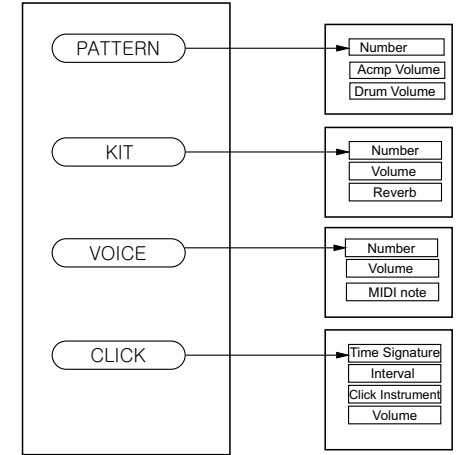 PATTERN
Number
Acmp Volume
Drum Volume
KIT
Number
Volume
Reverb
VOICE
Number
Volume
MIDI note
CLICK
Time Signature
Interval
Click Instrument
Volume